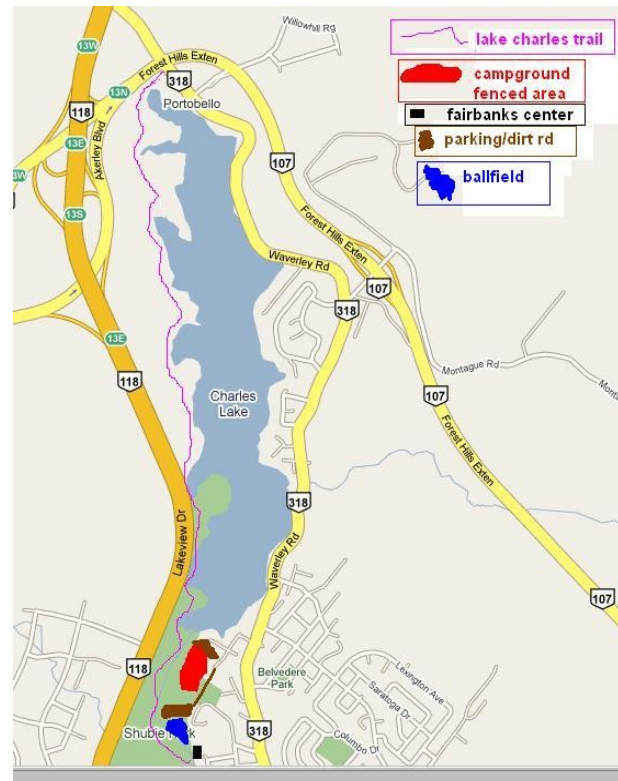 Willowhill Rg
lake charles trail
13W
Forest Hills Exten
318
Portobello
campground
fenced area
13N
118
fairbanks center
parking/dirt rd
Akerley Blvd
13E
107
ballfield
13S
Forest Hills Exten
Waverley Rd
107
318
13E
Montague Rd
118
Charles
Lake
107
Forest Hills Exten
318
Lakeview Dr
Waverley Rd
107
118
Belvedere
Park
Lexington Ave
Saratoga Dr
318
Columbo Dr